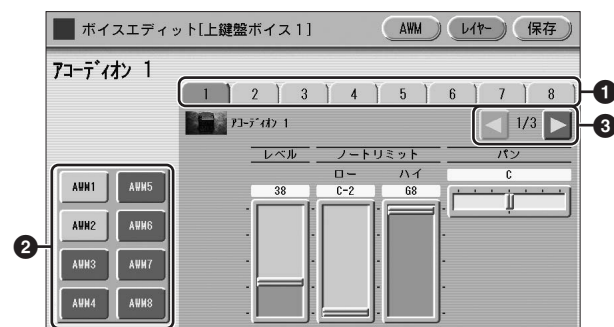 ボイスエディット[上鍵盤ボイス1] AWM レイヤー 保存
アコーディオン 1
1 2 3 4 5 6 7 8 ❶
アコーディオン 1 1/3 ❸
レベル ノートリミット パン
ロー ハイ
38 C-2 G8 C
AWM1 AWM5
AWM2 AWM6
❷
AWM3 AWM7
AWM4 AWM8